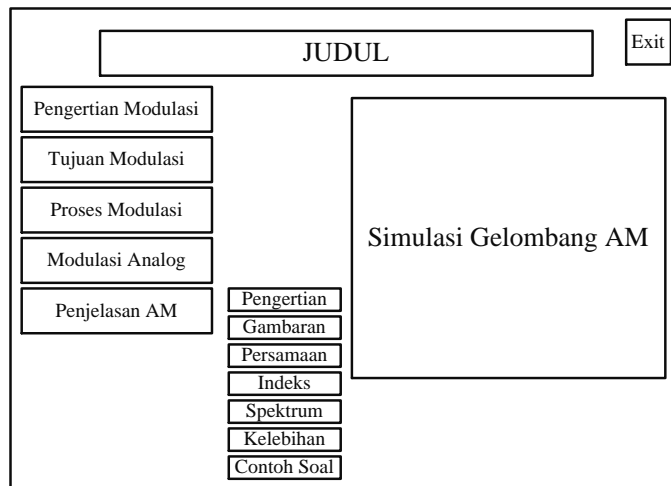 JUDUL
Exit
Pengertian Modulasi
Tujuan Modulasi
Proses Modulasi
Modulasi Analog
Penjelasan AM
Pengertian
Gambaran
Persamaan
Indeks
Spektrum
Kelebihan
Contoh Soal
Simulasi Gelombang AM